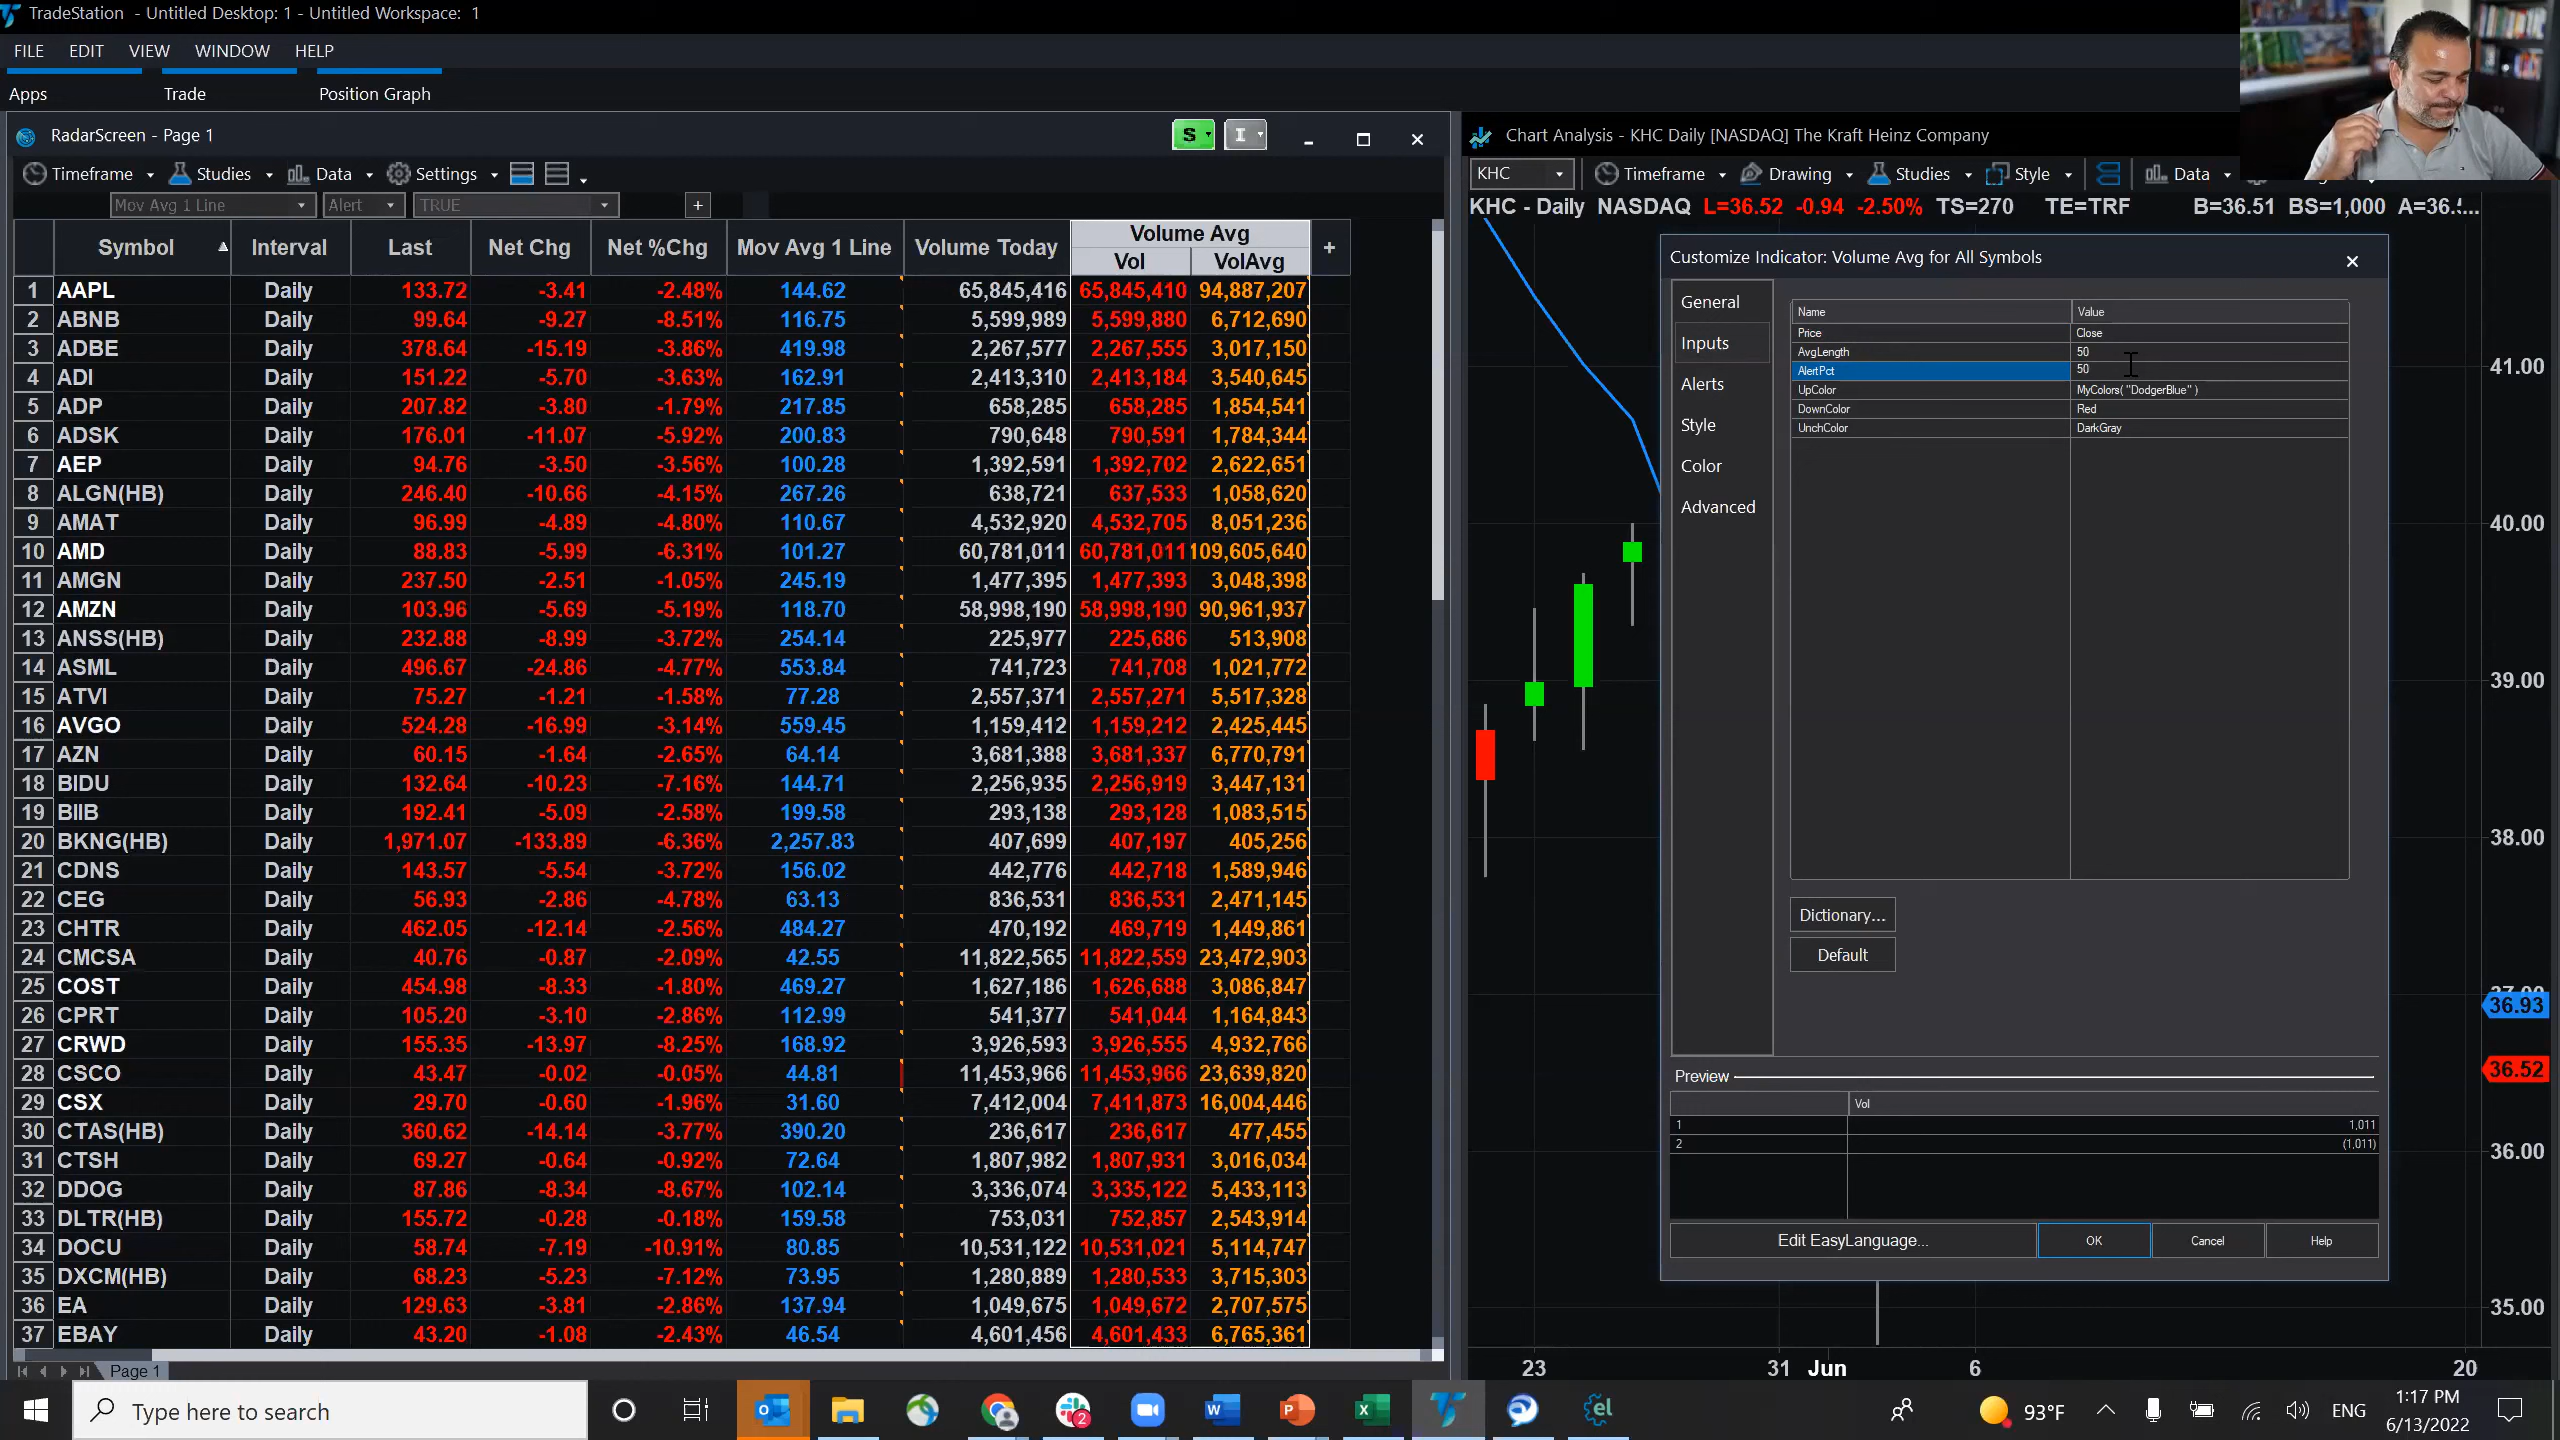 TradeStation - Untitled Desktop: 1 - Untitled Workspace: 1
FILE EDIT VIEW WINDOW HELP
Apps Trade Position Graph
RadarScreen - Page 1
S I
Timeframe Studies Data Settings
Mov Avg 1 Line Alert TRUE
Symbol Interval Last Net Chg Net %Chg Mov Avg 1 Line Volume Today Volume Avg
Vol VolAvg
1 AAPL Daily 133.72 -3.41 -2.48% 144.62 65,845,416 65,845,410 94,887,207
2 ABNB Daily 99.64 -9.27 -8.51% 116.75 5,599,989 5,599,880 6,712,690
3 ADBE Daily 378.64 -15.19 -3.86% 419.98 2,267,577 2,267,555 3,017,150
4 ADI Daily 151.22 -5.70 -3.63% 162.91 2,413,310 2,413,184 3,540,645
5 ADP Daily 207.82 -3.80 -1.79% 217.85 658,285 658,285 1,854,541
6 ADSK Daily 176.01 -11.07 -5.92% 200.83 790,648 790,591 1,784,344
7 AEP Daily 94.76 -3.50 -3.56% 100.28 1,392,591 1,392,702 2,622,651
8 ALGN(HB) Daily 246.40 -10.66 -4.15% 267.26 638,721 637,533 1,058,620
9 AMAT Daily 96.99 -4.89 -4.80% 110.67 4,532,920 4,532,705 8,051,236
10 AMD Daily 88.83 -5.99 -6.31% 101.27 60,781,011 60,781,011 109,605,640
11 AMGN Daily 237.50 -2.51 -1.05% 245.19 1,477,395 1,477,393 3,048,398
12 AMZN Daily 103.96 -5.69 -5.19% 118.70 58,998,190 58,998,190 90,961,937
13 ANSS(HB) Daily 232.88 -8.99 -3.72% 254.14 225,977 225,686 513,908
14 ASML Daily 496.67 -24.86 -4.77% 553.84 741,723 741,708 1,021,772
15 ATVI Daily 75.27 -1.21 -1.58% 77.28 2,557,371 2,557,271 5,517,328
16 AVGO Daily 524.28 -16.99 -3.14% 559.45 1,159,412 1,159,212 2,425,445
17 AZN Daily 60.15 -1.64 -2.65% 64.14 3,681,388 3,681,337 6,770,791
18 BIDU Daily 132.64 -10.23 -7.16% 144.71 2,256,935 2,256,919 3,447,131
19 BIIB Daily 192.41 -5.09 -2.58% 199.58 293,138 293,128 1,083,515
20 BKNG(HB) Daily 1,971.07 -133.89 -6.36% 2,257.83 407,699 407,197 405,256
21 CDNS Daily 143.57 -5.54 -3.72% 156.02 442,776 442,718 1,589,946
22 CEG Daily 56.93 -2.86 -4.78% 63.13 836,531 836,531 2,471,145
23 CHTR Daily 462.05 -12.14 -2.56% 484.27 470,192 469,719 1,449,861
24 CMCSA Daily 40.76 -0.87 -2.09% 42.55 11,822,565 11,822,559 23,472,903
25 COST Daily 454.98 -8.33 -1.80% 469.27 1,627,186 1,626,688 3,086,847
26 CPRT Daily 105.20 -3.10 -2.86% 112.99 541,377 541,044 1,164,843
27 CRWD Daily 155.35 -13.97 -8.25% 168.92 3,926,593 3,926,555 4,932,766
28 CSCO Daily 43.47 -0.02 -0.05% 44.81 11,453,966 11,453,966 23,639,820
29 CSX Daily 29.70 -0.60 -1.96% 31.60 7,412,004 7,411,873 16,004,446
30 CTAS(HB) Daily 360.62 -14.14 -3.77% 390.20 236,617 236,617 477,455
31 CTSH Daily 69.27 -0.64 -0.92% 72.64 1,807,982 1,807,931 3,016,034
32 DDOG Daily 87.86 -8.34 -8.67% 102.14 3,336,074 3,335,122 5,433,113
33 DLTR(HB) Daily 155.72 -0.28 -0.18% 159.58 753,031 752,857 2,543,914
34 DOCU Daily 58.74 -7.19 -10.91% 80.85 10,531,122 10,531,021 5,114,747
35 DXCM(HB) Daily 68.23 -5.23 -7.12% 73.95 1,280,889 1,280,533 3,715,303
36 EA Daily 129.63 -3.81 -2.86% 137.94 1,049,675 1,049,672 2,707,575
37 EBAY Daily 43.20 -1.08 -2.43% 46.54 4,601,456 4,601,433 6,765,361
Page 1
Chart Analysis - KHC Daily [NASDAQ] The Kraft Heinz Company
KHC Timeframe Drawing Studies Style Data
KHC - Daily NASDAQ L=36.52 -0.94 -2.50% TS=270 TE=TRF B=36.51 BS=1,000
Customize Indicator: Volume Avg for All Symbols
General
Inputs
Alerts
Style
Color
Advanced
Name Value
Price Close
AvgLength 50
AlertPct 50
UpColor MyColors( "DodgerBlue" )
DownColor Red
UnchColor DarkGray
Dictionary...
Default
Preview
Vol
1 1,011
2 (1,011)
Edit EasyLanguage... OK Cancel Help
41.00
40.00
39.00
38.00
36.93
36.52
36.00
35.00
23 31 Jun 6 20
Type here to search
2
93°F
ENG
1:17 PM
6/13/2022